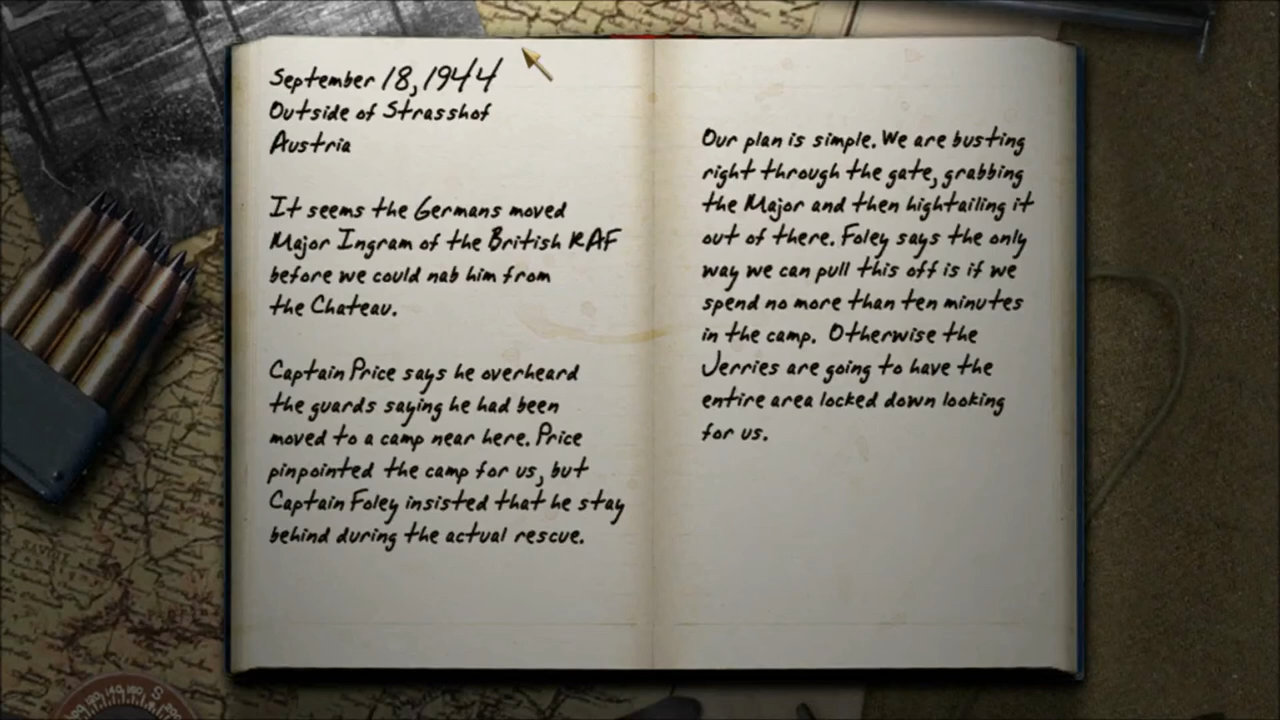 September 18, 1944
Outside of Strasshof
Austria
It seems the Germans moved
Major Ingram of the British RAF
before we could nab him from
the Chateau.
Captain Price says he overheard
the guards saying he had been
moved to a camp near here. Price
pinpointed the camp for us, but
Captain Foley insisted that he stay
behind during the actual rescue.
Our plan is simple. We are busting
right through the gate, grabbing
the Major and then hightailing it
out of there. Foley says the only
way we can pull this off is if we
spend no more than ten minutes
in the camp. Otherwise the
Jerries are going to have the
entire area locked down looking
for us.
120 140 160 S 200